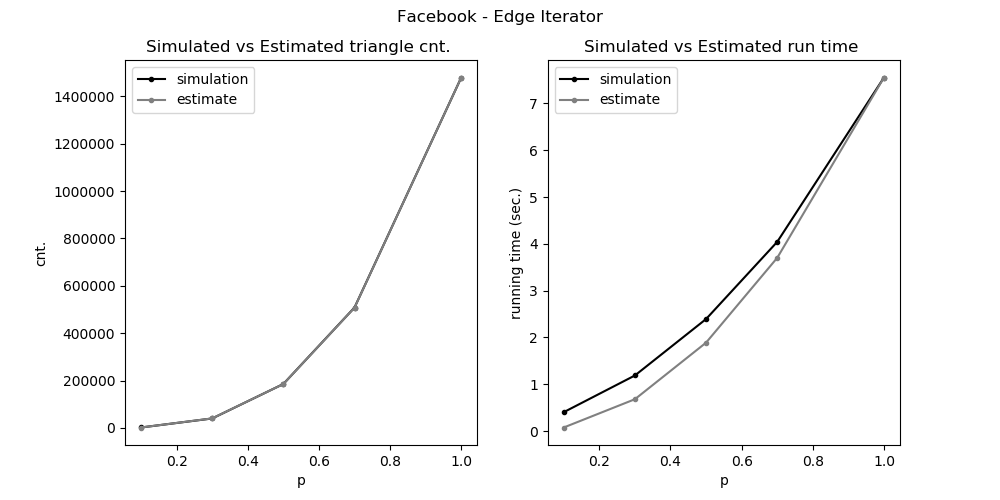 Facebook - Edge Iterator
Simulated vs Estimated triangle cnt.
simulation
estimate
1400000
1200000
1000000
800000
600000
400000
200000
0
cnt.
0.2
0.4
0.6
0.8
1.0
p
Simulated vs Estimated run time
simulation
estimate
7
6
5
4
3
2
1
0
running time (sec.)
0.2
0.4
0.6
0.8
1.0
p